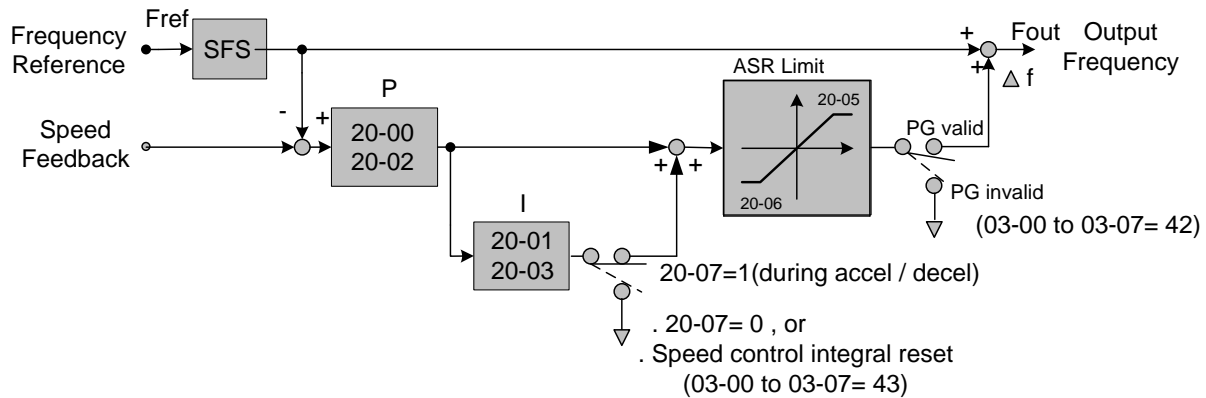 Frequency
Reference
Fref
SFS
+
Fout
Output
Frequency
+
Δ f
P
ASR Limit
-
+
Speed
Feedback
20-00
20-02
20-05
20-06
+
+
PG valid
PG invalid
(03-00 to 03-07= 42)
I
20-01
20-03
20-07=1(during accel / decel)
. 20-07= 0 , or
. Speed control integral reset
(03-00 to 03-07= 43)